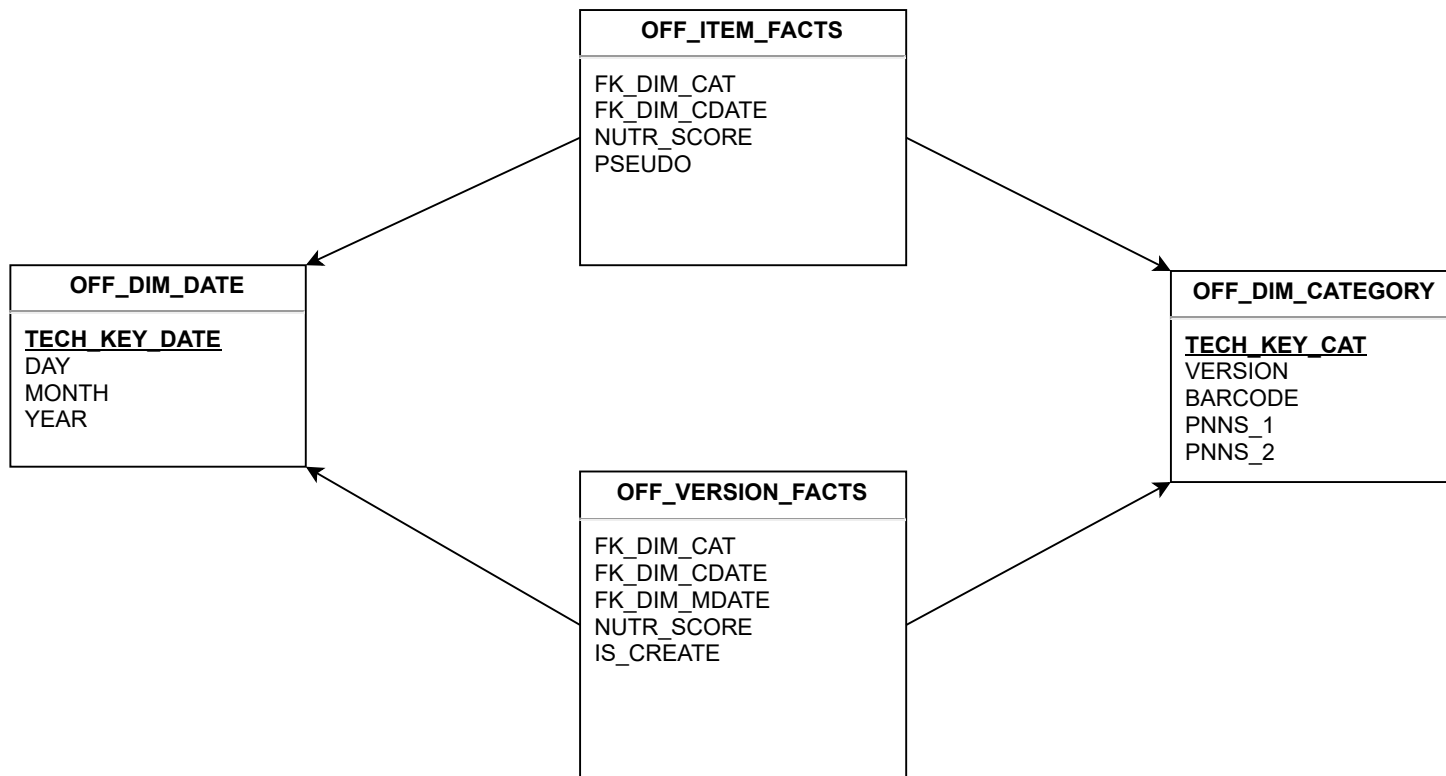 OFF_ITEM_FACTS
FK_DIM_CAT
FK_DIM_CDATE
NUTR_SCORE
PSEUDO
OFF_DIM_DATE
TECH_KEY_DATE
DAY
MONTH
YEAR
OFF_DIM_CATEGORY
TECH_KEY_CAT
VERSION
BARCODE
PNNS_1
PNNS_2
OFF_VERSION_FACTS
FK_DIM_CAT
FK_DIM_CDATE
FK_DIM_MDATE
NUTR_SCORE
IS_CREATE